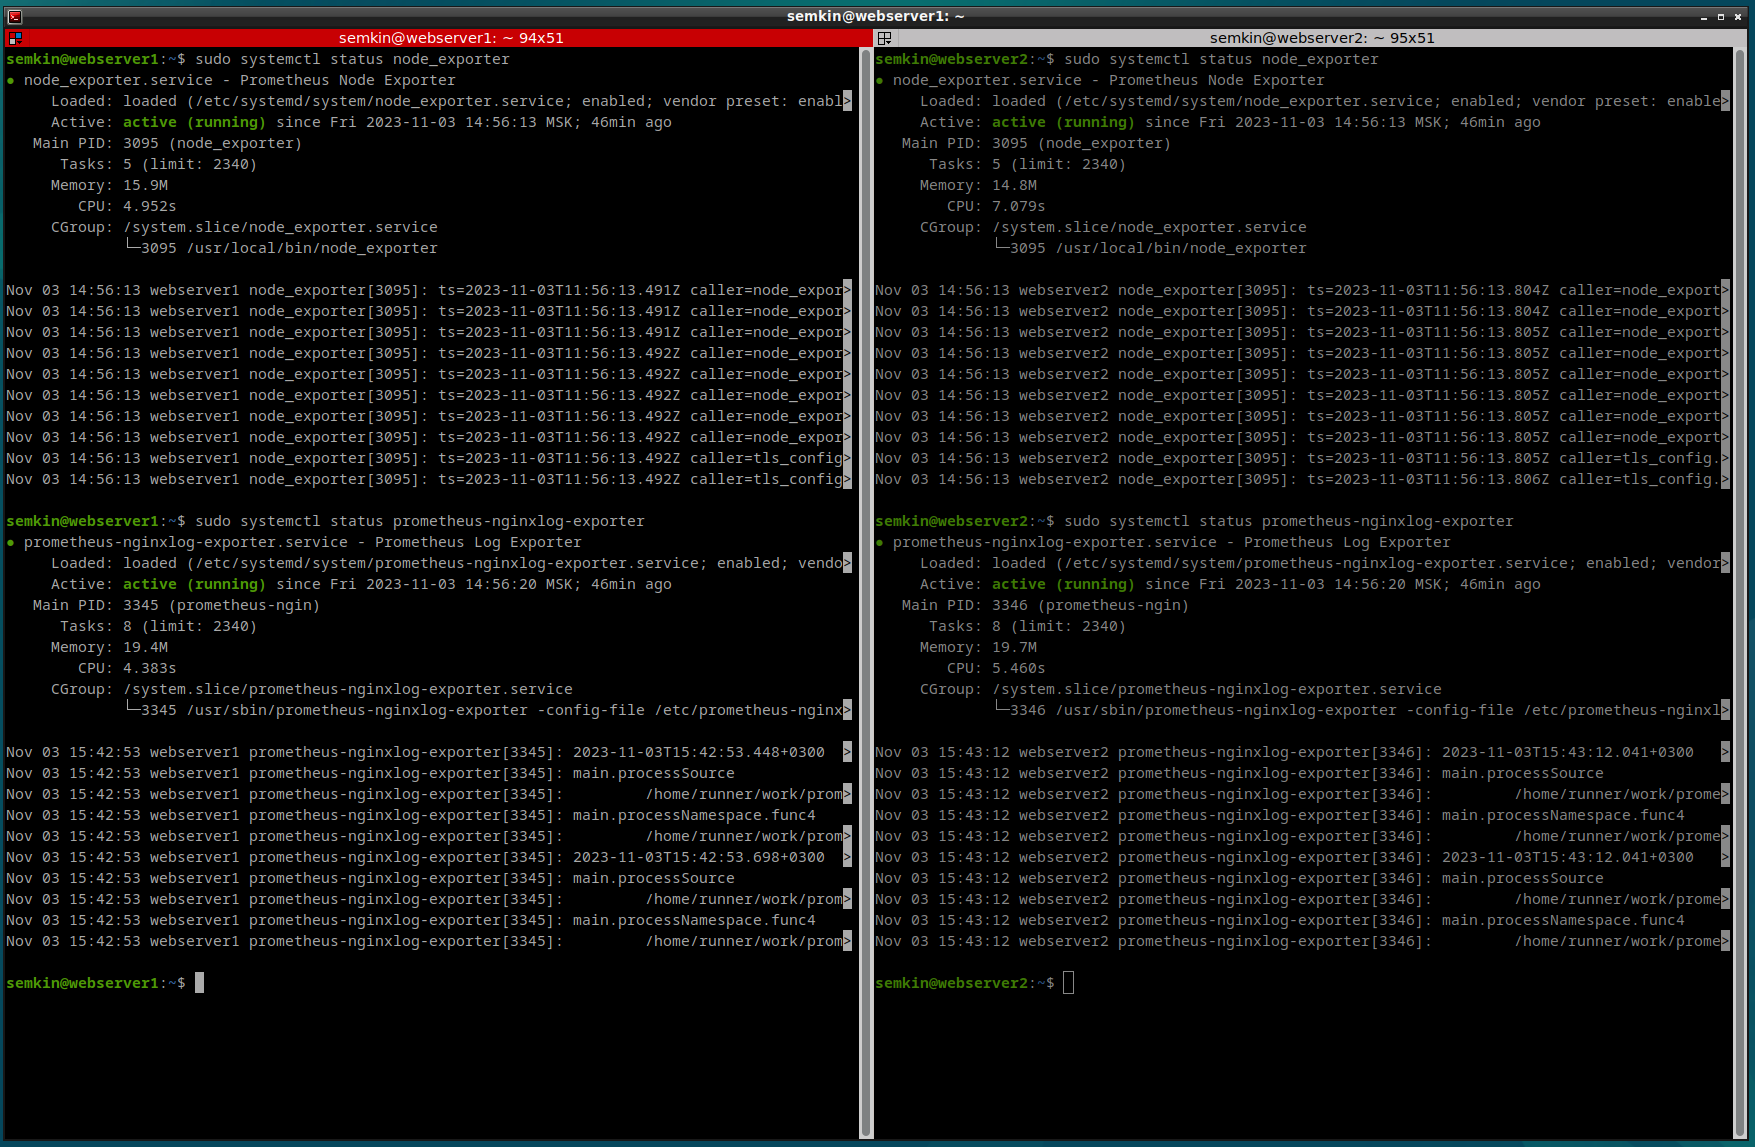 semkin@webserver1: ~
semkin@webserver1: ~ 94x51
semkin@webserver1:~$ sudo systemctl status node_exporter
● node_exporter.service - Prometheus Node Exporter
     Loaded: loaded (/etc/systemd/system/node_exporter.service; enabled; vendor preset: enabl>
     Active: active (running) since Fri 2023-11-03 14:56:13 MSK; 46min ago
   Main PID: 3095 (node_exporter)
      Tasks: 5 (limit: 2340)
     Memory: 15.9M
        CPU: 4.952s
     CGroup: /system.slice/node_exporter.service
             └─3095 /usr/local/bin/node_exporter
Nov 03 14:56:13 webserver1 node_exporter[3095]: ts=2023-11-03T11:56:13.491Z caller=node_expor>
Nov 03 14:56:13 webserver1 node_exporter[3095]: ts=2023-11-03T11:56:13.491Z caller=node_expor>
Nov 03 14:56:13 webserver1 node_exporter[3095]: ts=2023-11-03T11:56:13.491Z caller=node_expor>
Nov 03 14:56:13 webserver1 node_exporter[3095]: ts=2023-11-03T11:56:13.492Z caller=node_expor>
Nov 03 14:56:13 webserver1 node_exporter[3095]: ts=2023-11-03T11:56:13.492Z caller=node_expor>
Nov 03 14:56:13 webserver1 node_exporter[3095]: ts=2023-11-03T11:56:13.492Z caller=node_expor>
Nov 03 14:56:13 webserver1 node_exporter[3095]: ts=2023-11-03T11:56:13.492Z caller=node_expor>
Nov 03 14:56:13 webserver1 node_exporter[3095]: ts=2023-11-03T11:56:13.492Z caller=node_expor>
Nov 03 14:56:13 webserver1 node_exporter[3095]: ts=2023-11-03T11:56:13.492Z caller=tls_config>
Nov 03 14:56:13 webserver1 node_exporter[3095]: ts=2023-11-03T11:56:13.492Z caller=tls_config>
semkin@webserver1:~$ sudo systemctl status prometheus-nginxlog-exporter
● prometheus-nginxlog-exporter.service - Prometheus Log Exporter
     Loaded: loaded (/etc/systemd/system/prometheus-nginxlog-exporter.service; enabled; vendo>
     Active: active (running) since Fri 2023-11-03 14:56:20 MSK; 46min ago
   Main PID: 3345 (prometheus-ngin)
      Tasks: 8 (limit: 2340)
     Memory: 19.4M
        CPU: 4.383s
     CGroup: /system.slice/prometheus-nginxlog-exporter.service
             └─3345 /usr/sbin/prometheus-nginxlog-exporter -config-file /etc/prometheus-nginx>
Nov 03 15:42:53 webserver1 prometheus-nginxlog-exporter[3345]: 2023-11-03T15:42:53.448+0300  >
Nov 03 15:42:53 webserver1 prometheus-nginxlog-exporter[3345]: main.processSource
Nov 03 15:42:53 webserver1 prometheus-nginxlog-exporter[3345]:         /home/runner/work/prom>
Nov 03 15:42:53 webserver1 prometheus-nginxlog-exporter[3345]: main.processNamespace.func4
Nov 03 15:42:53 webserver1 prometheus-nginxlog-exporter[3345]:         /home/runner/work/prom>
Nov 03 15:42:53 webserver1 prometheus-nginxlog-exporter[3345]: 2023-11-03T15:42:53.698+0300  >
Nov 03 15:42:53 webserver1 prometheus-nginxlog-exporter[3345]: main.processSource
Nov 03 15:42:53 webserver1 prometheus-nginxlog-exporter[3345]:         /home/runner/work/prom>
Nov 03 15:42:53 webserver1 prometheus-nginxlog-exporter[3345]: main.processNamespace.func4
Nov 03 15:42:53 webserver1 prometheus-nginxlog-exporter[3345]:         /home/runner/work/prom>
semkin@webserver1:~$
semkin@webserver2: ~ 95x51
semkin@webserver2:~$ sudo systemctl status node_exporter
● node_exporter.service - Prometheus Node Exporter
     Loaded: loaded (/etc/systemd/system/node_exporter.service; enabled; vendor preset: enable>
     Active: active (running) since Fri 2023-11-03 14:56:13 MSK; 46min ago
   Main PID: 3095 (node_exporter)
      Tasks: 5 (limit: 2340)
     Memory: 14.8M
        CPU: 7.079s
     CGroup: /system.slice/node_exporter.service
             └─3095 /usr/local/bin/node_exporter
Nov 03 14:56:13 webserver2 node_exporter[3095]: ts=2023-11-03T11:56:13.804Z caller=node_export>
Nov 03 14:56:13 webserver2 node_exporter[3095]: ts=2023-11-03T11:56:13.804Z caller=node_export>
Nov 03 14:56:13 webserver2 node_exporter[3095]: ts=2023-11-03T11:56:13.805Z caller=node_export>
Nov 03 14:56:13 webserver2 node_exporter[3095]: ts=2023-11-03T11:56:13.805Z caller=node_export>
Nov 03 14:56:13 webserver2 node_exporter[3095]: ts=2023-11-03T11:56:13.805Z caller=node_export>
Nov 03 14:56:13 webserver2 node_exporter[3095]: ts=2023-11-03T11:56:13.805Z caller=node_export>
Nov 03 14:56:13 webserver2 node_exporter[3095]: ts=2023-11-03T11:56:13.805Z caller=node_export>
Nov 03 14:56:13 webserver2 node_exporter[3095]: ts=2023-11-03T11:56:13.805Z caller=node_export>
Nov 03 14:56:13 webserver2 node_exporter[3095]: ts=2023-11-03T11:56:13.805Z caller=tls_config.>
Nov 03 14:56:13 webserver2 node_exporter[3095]: ts=2023-11-03T11:56:13.806Z caller=tls_config.>
semkin@webserver2:~$ sudo systemctl status prometheus-nginxlog-exporter
● prometheus-nginxlog-exporter.service - Prometheus Log Exporter
     Loaded: loaded (/etc/systemd/system/prometheus-nginxlog-exporter.service; enabled; vendor>
     Active: active (running) since Fri 2023-11-03 14:56:20 MSK; 46min ago
   Main PID: 3346 (prometheus-ngin)
      Tasks: 8 (limit: 2340)
     Memory: 19.7M
        CPU: 5.460s
     CGroup: /system.slice/prometheus-nginxlog-exporter.service
             └─3346 /usr/sbin/prometheus-nginxlog-exporter -config-file /etc/prometheus-nginxl>
Nov 03 15:43:12 webserver2 prometheus-nginxlog-exporter[3346]: 2023-11-03T15:43:12.041+0300   >
Nov 03 15:43:12 webserver2 prometheus-nginxlog-exporter[3346]: main.processSource
Nov 03 15:43:12 webserver2 prometheus-nginxlog-exporter[3346]:         /home/runner/work/prome>
Nov 03 15:43:12 webserver2 prometheus-nginxlog-exporter[3346]: main.processNamespace.func4
Nov 03 15:43:12 webserver2 prometheus-nginxlog-exporter[3346]:         /home/runner/work/prome>
Nov 03 15:43:12 webserver2 prometheus-nginxlog-exporter[3346]: 2023-11-03T15:43:12.041+0300   >
Nov 03 15:43:12 webserver2 prometheus-nginxlog-exporter[3346]: main.processSource
Nov 03 15:43:12 webserver2 prometheus-nginxlog-exporter[3346]:         /home/runner/work/prome>
Nov 03 15:43:12 webserver2 prometheus-nginxlog-exporter[3346]: main.processNamespace.func4
Nov 03 15:43:12 webserver2 prometheus-nginxlog-exporter[3346]:         /home/runner/work/prome>
semkin@webserver2:~$